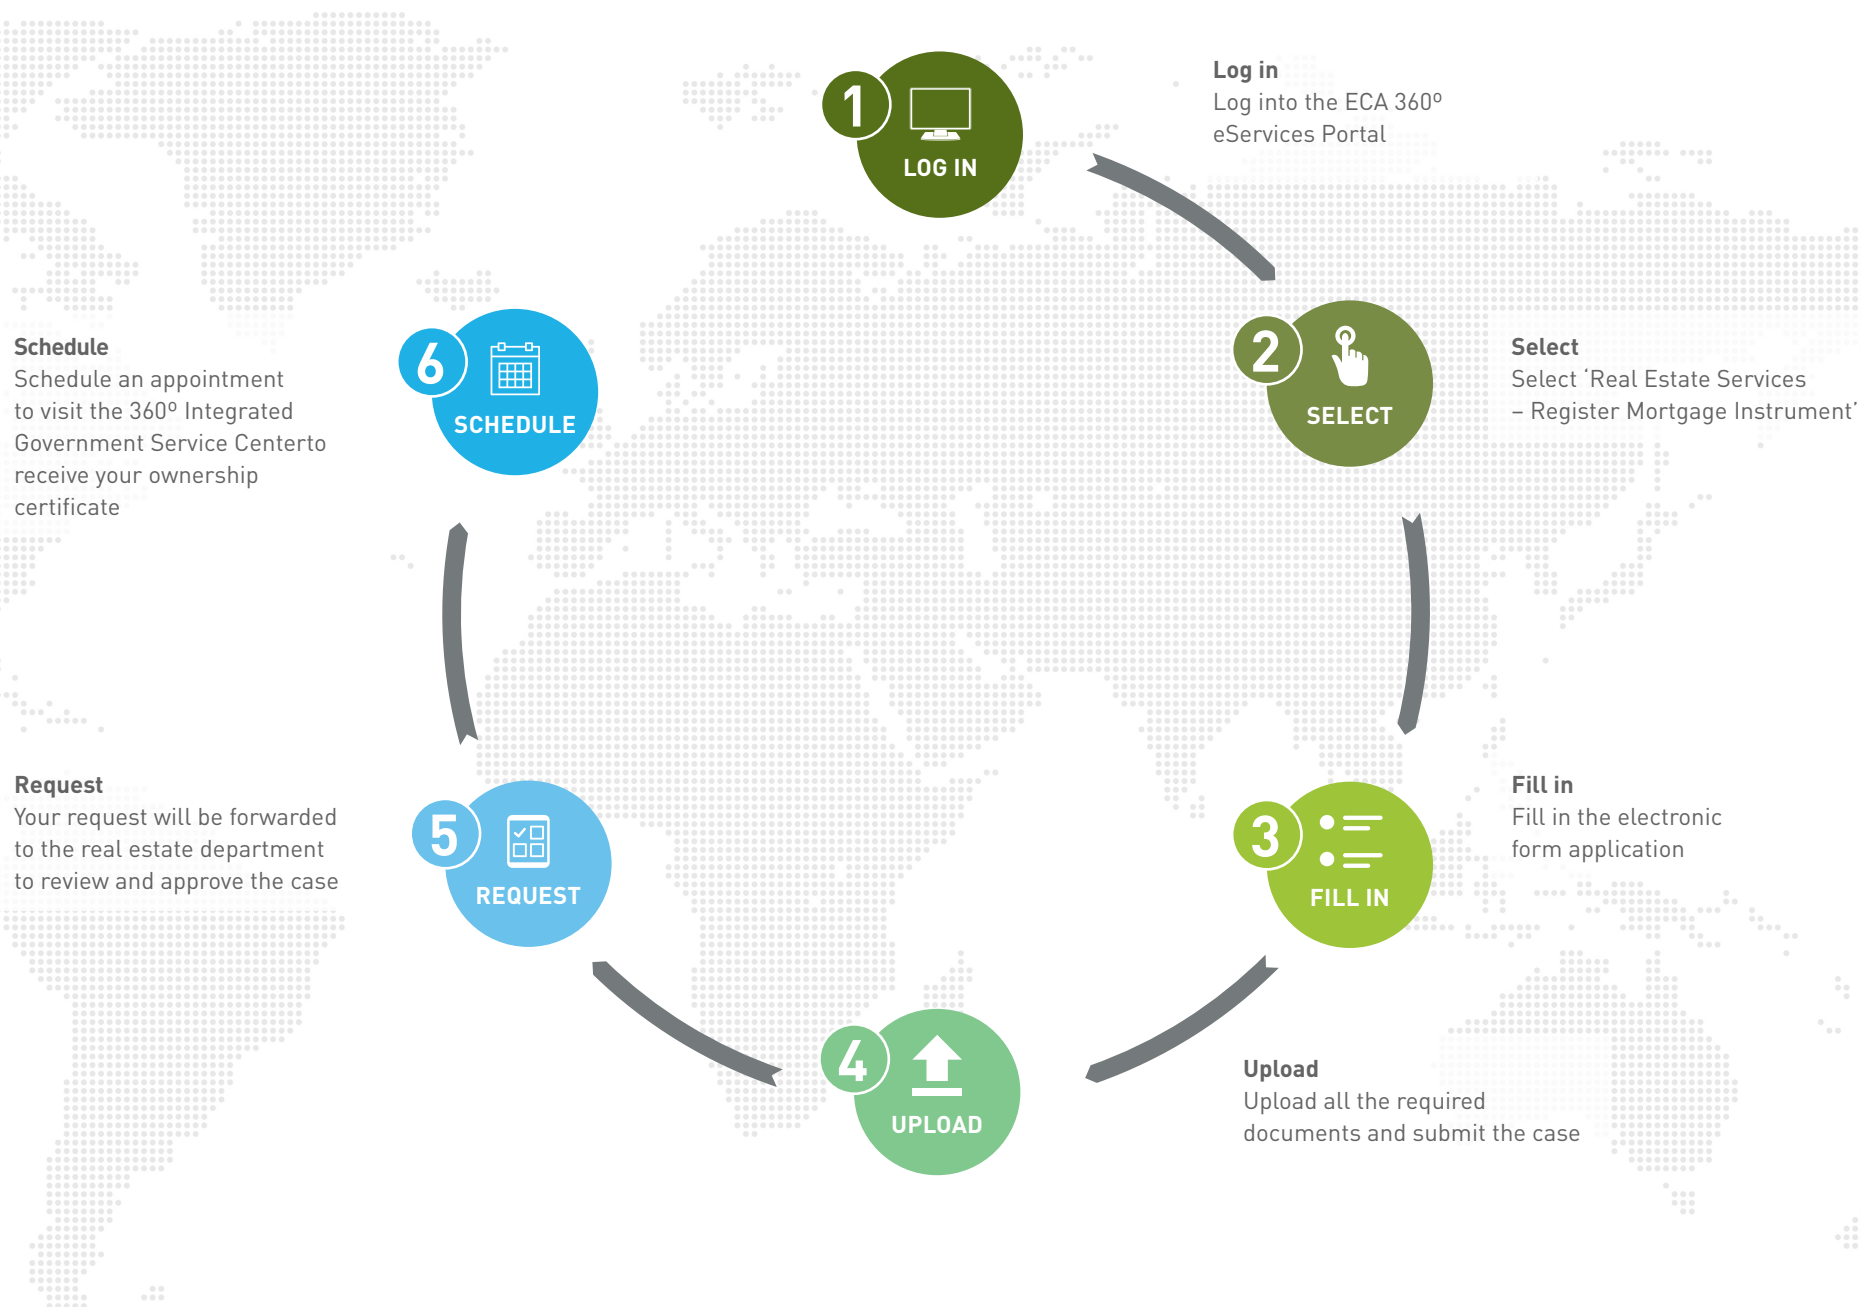 1
LOG IN
Log in
Log into the ECA 360º
eServices Portal
2
SELECT
Select
Select ‘Real Estate Services
– Register Mortgage Instrument’
3
FILL IN
Fill in
Fill in the electronic
form application
4
UPLOAD
Upload
Upload all the required
documents and submit the case
5
REQUEST
Request
Your request will be forwarded
to the real estate department
to review and approve the case
6
SCHEDULE
Schedule
Schedule an appointment
to visit the 360º Integrated
Government Service Centerto
receive your ownership
certificate